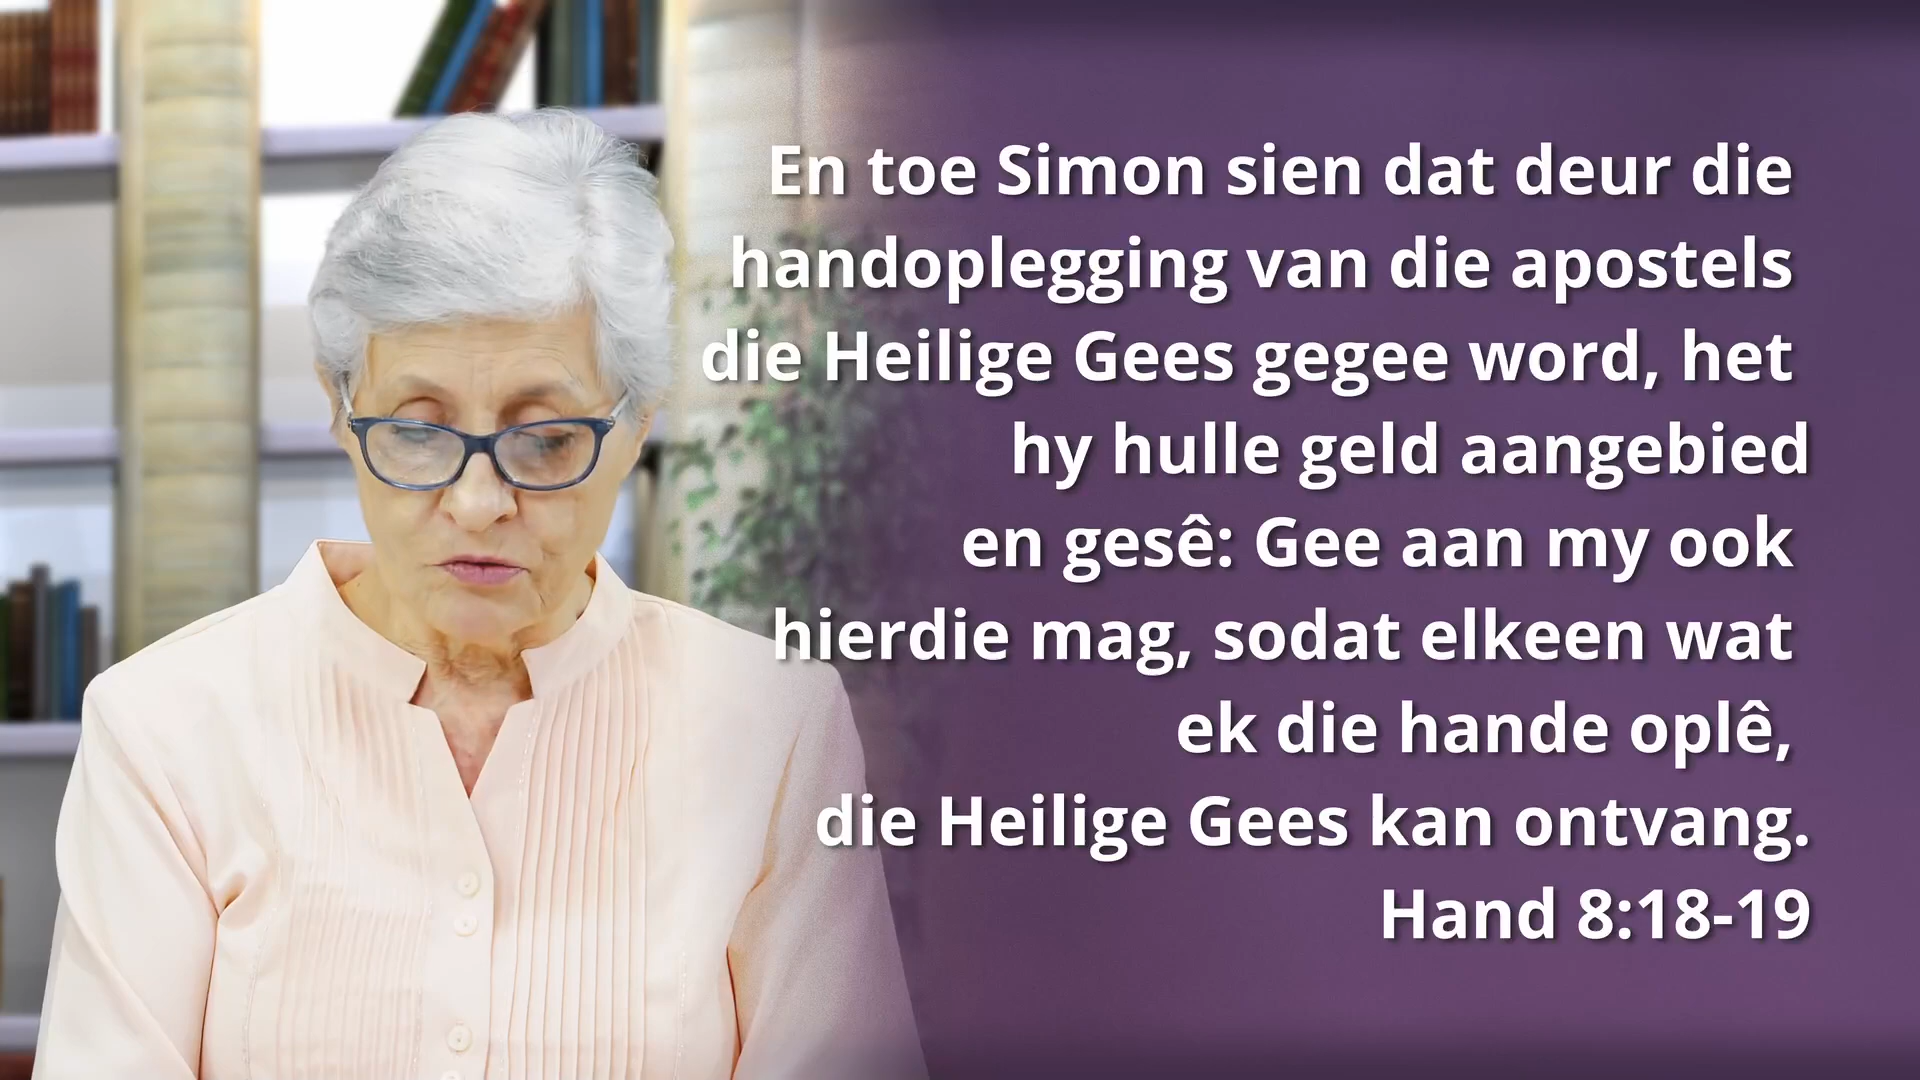 En toe Simon sien dat deur die
handoplegging van die apostels
die Heilige Gees gegee word, het
hy hulle geld aangebied
en gesê: Gee aan my ook
hierdie mag, sodat elkeen wat
ek die hande oplê,
die Heilige Gees kan ontvang.
Hand 8:18-19